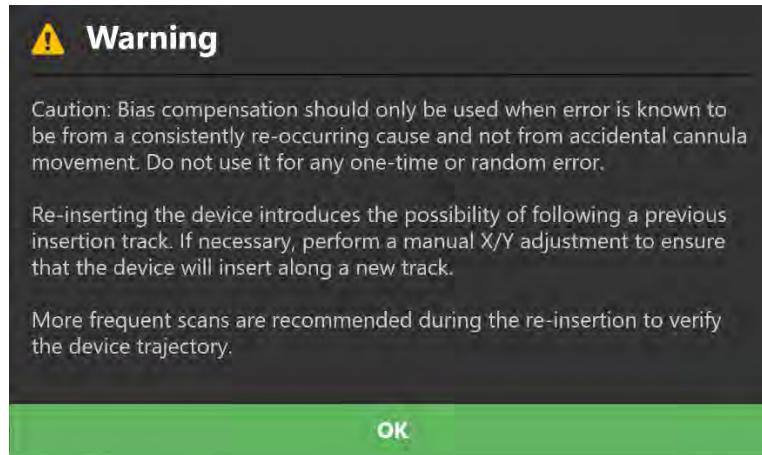 Warning
Caution: Bias compensation should only be used when error is known to
be from a consistently re-occurring cause and not from accidental cannula
movement. Do not use it for any one-time or random error.
Re-inserting the device introduces the possibility of following a previous
insertion track. If necessary, perform a manual X/Y adjustment to ensure
that the device will insert along a new track.
More frequent scans are recommended during the re-insertion to verify
the device trajectory.
OK